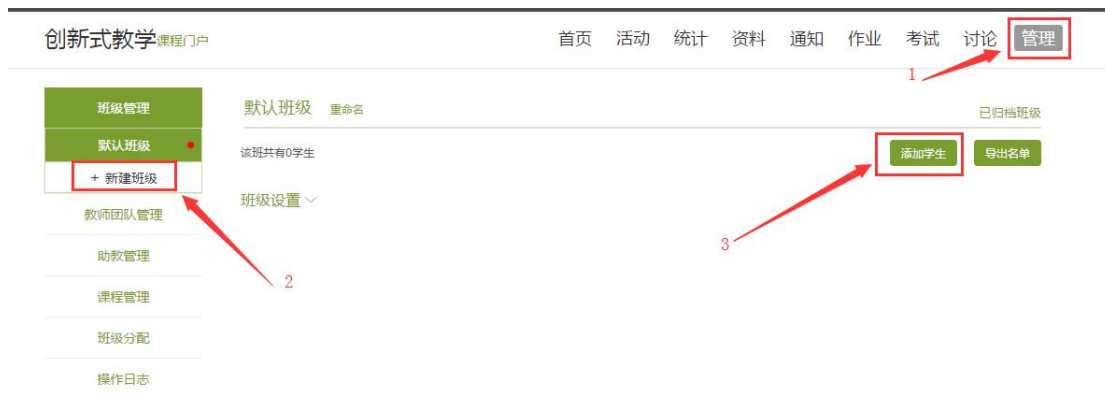 创新式教学课程门户 首页 活动 统计 资料 通知 作业 考试 讨论 管理
1
班级管理
默认班级 重命名
已归档班级
默认班级
该班共有0学生
添加学生 导出名单
+ 新建班级
班级设置
教师团队管理
3
助教管理
2
课程管理
班级分配
操作日志